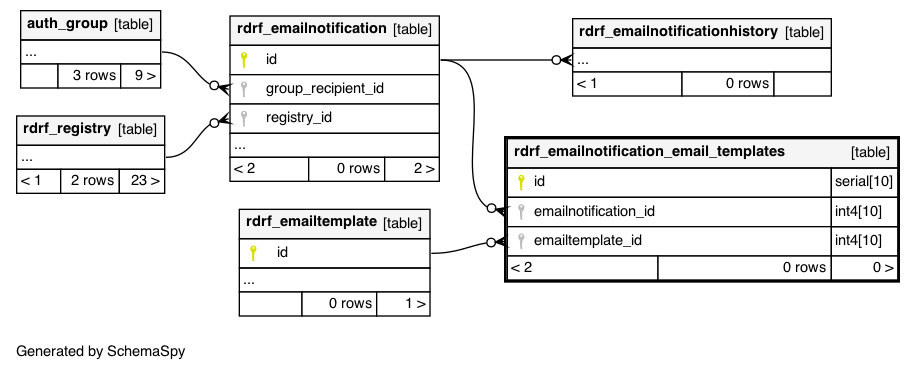 auth_group [table]
...
3 rows 9 >
rdrf_registry [table]
...
< 1 2 rows 23 >
rdrf_emailnotification [table]
id
group_recipient_id
registry_id
...
< 2 0 rows 2 >
rdrf_emailtemplate [table]
id
...
0 rows 1 >
rdrf_emailnotificationhistory [table]
...
< 1 0 rows
rdrf_emailnotification_email_templates [table]
id serial[10]
emailnotification_id int4[10]
emailtemplate_id int4[10]
< 2 0 rows 0 >
Generated by SchemaSpy